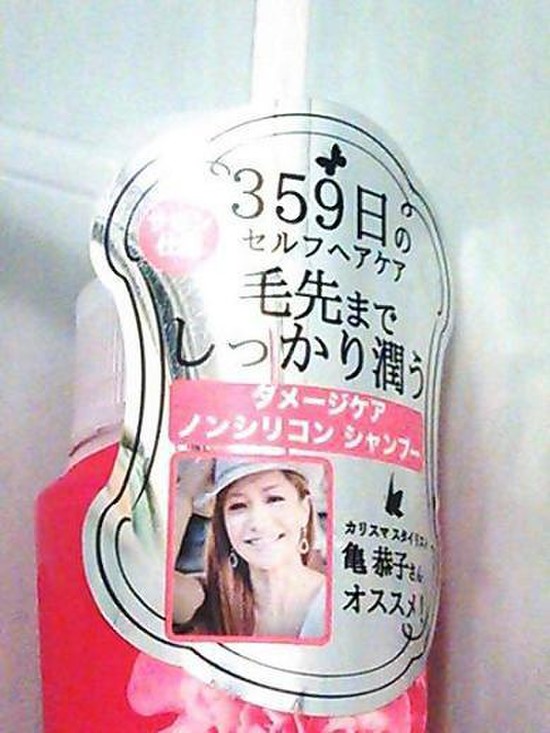 359日の
セルフヘアケア
毛先まで
しっかり潤う
ダメージケア
ノンシリコン シャンプー
カリスマスタイリスト
亀 恭子さん
オススメ!